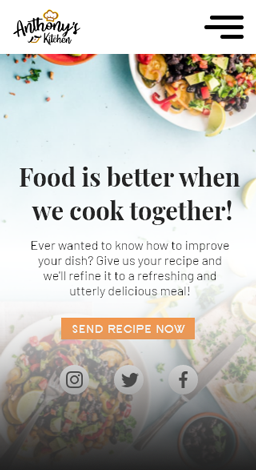 Anthony's
Kitchen
Food is better when
we cook together!
Ever wanted to know how to improve
your dish? Give us your recipe and
we'll refine it to a refreshing and
utterly delicious meal!
SEND RECIPE NOW